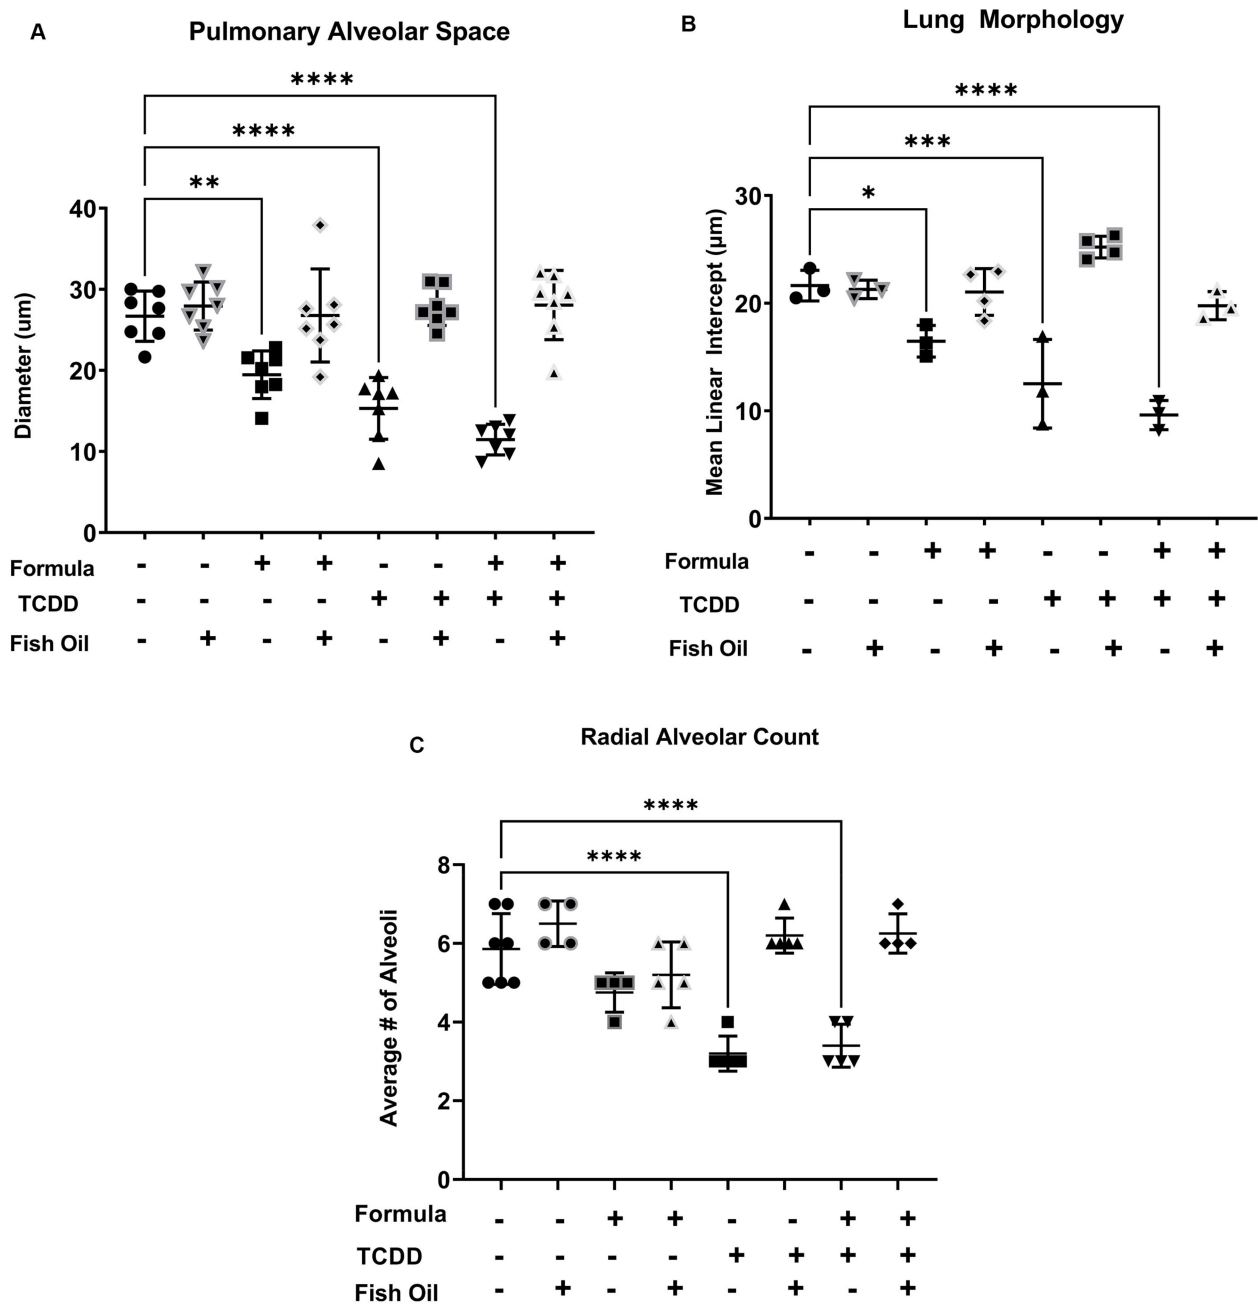 A
Pulmonary Alveolar Space
****
****
**
Diameter (um)
40
30
20
10
0
Formula - - + + - - + +
TCDD - - - - + + + +
Fish Oil - + - + - + - +
B
Lung Morphology
****
***
*
Mean Linear Intercept (µm)
30
20
10
0
Formula - - + + - - + +
TCDD - - - - + + + +
Fish Oil - + - + - + - +
C
Radial Alveolar Count
****
****
Average # of Alveoli
8
6
4
2
0
Formula - - + + - - + +
TCDD - - - - + + + +
Fish Oil - + - + - + - +